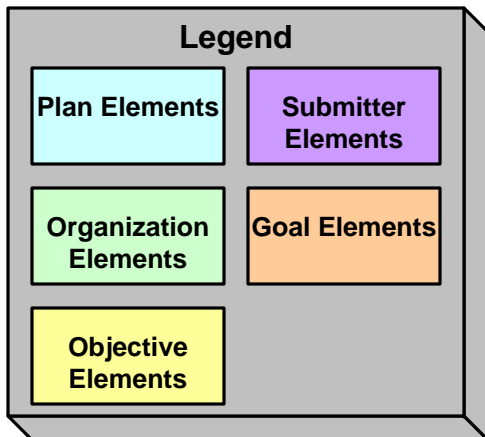 Legend
Plan Elements
Submitter
Elements
Organization
Elements
Goal Elements
Objective
Elements